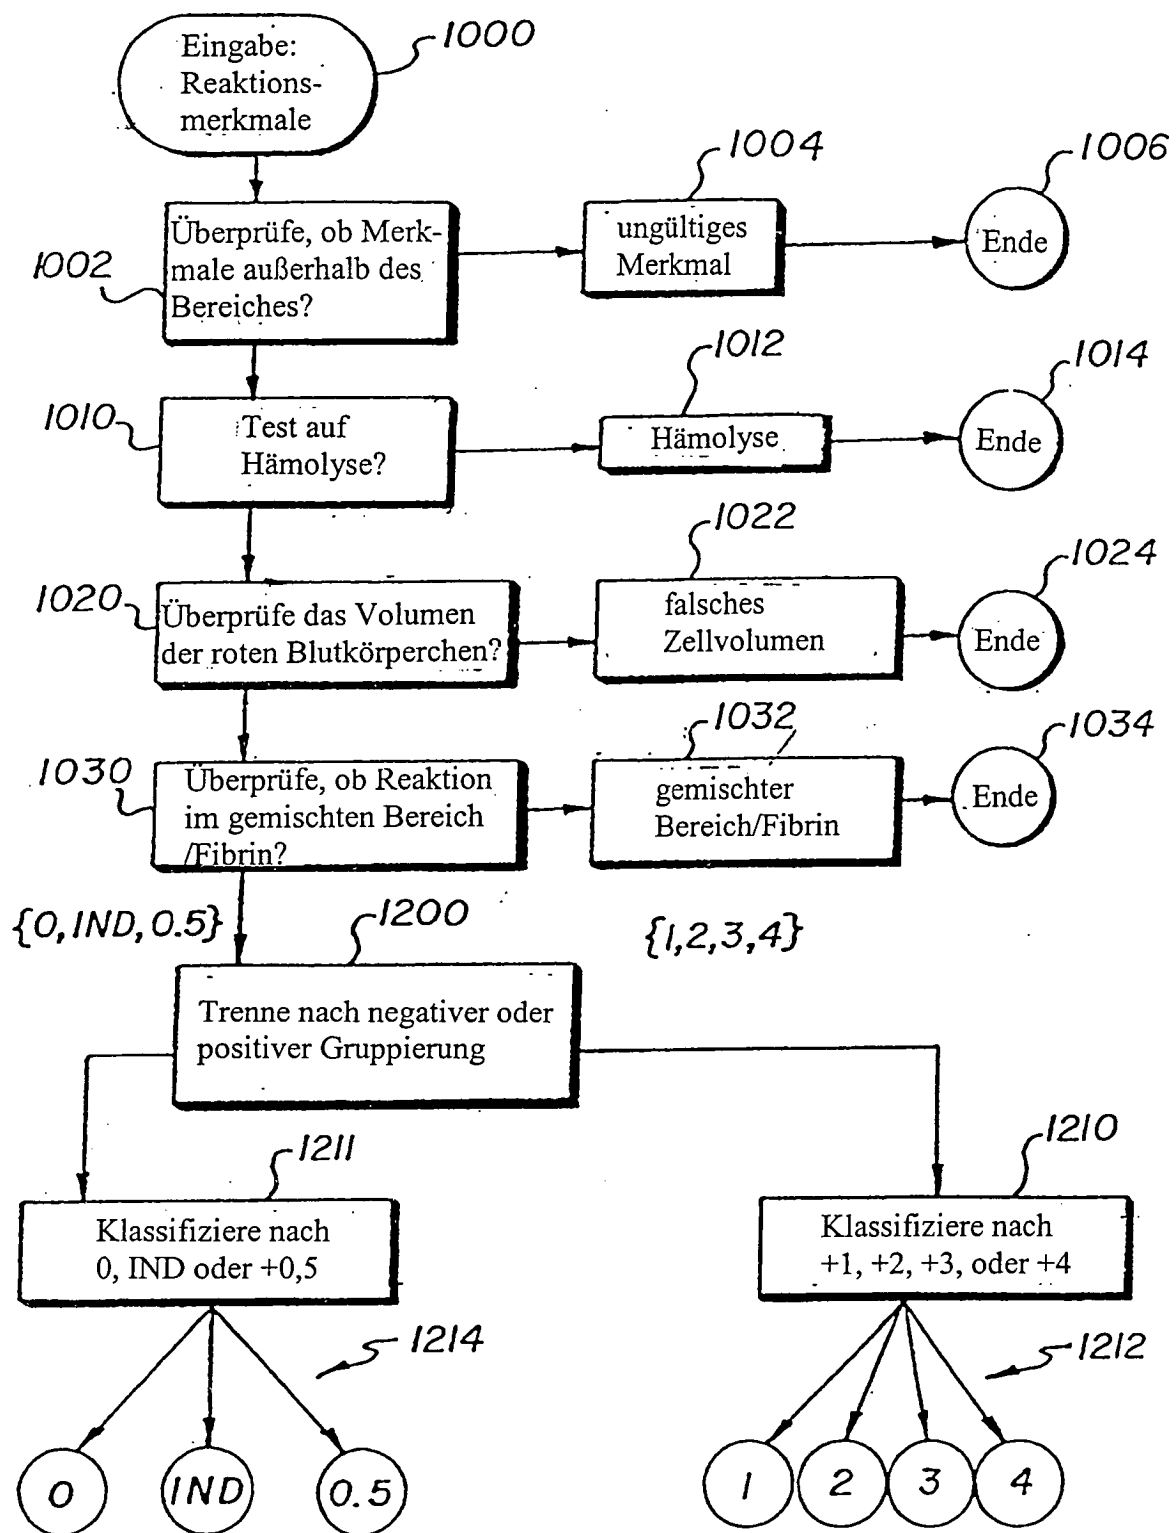 Eingabe:
Reaktions-
merkmale
1000
Überprüfe, ob Merk-
male außerhalb des
Bereiches?
1002
ungültiges
Merkmal
1004
Ende
1006
Test auf
Hämolyse?
1010
Hämolyse
1012
Ende
1014
Überprüfe das Volumen
der roten Blutkörperchen?
1020
falsches
Zellvolumen
1022
Ende
1024
Überprüfe, ob Reaktion
im gemischten Bereich
/Fibrin?
1030
gemischter
Bereich/Fibrin
1032
Ende
1034
{0, IND, 0.5}
1200
{1,2,3,4}
Trenne nach negativer oder
positiver Gruppierung
1211
Klassifiziere nach
0, IND oder +0,5
1210
Klassifiziere nach
+1, +2, +3, oder +4
1214
1212
0
IND
0.5
1
2
3
4